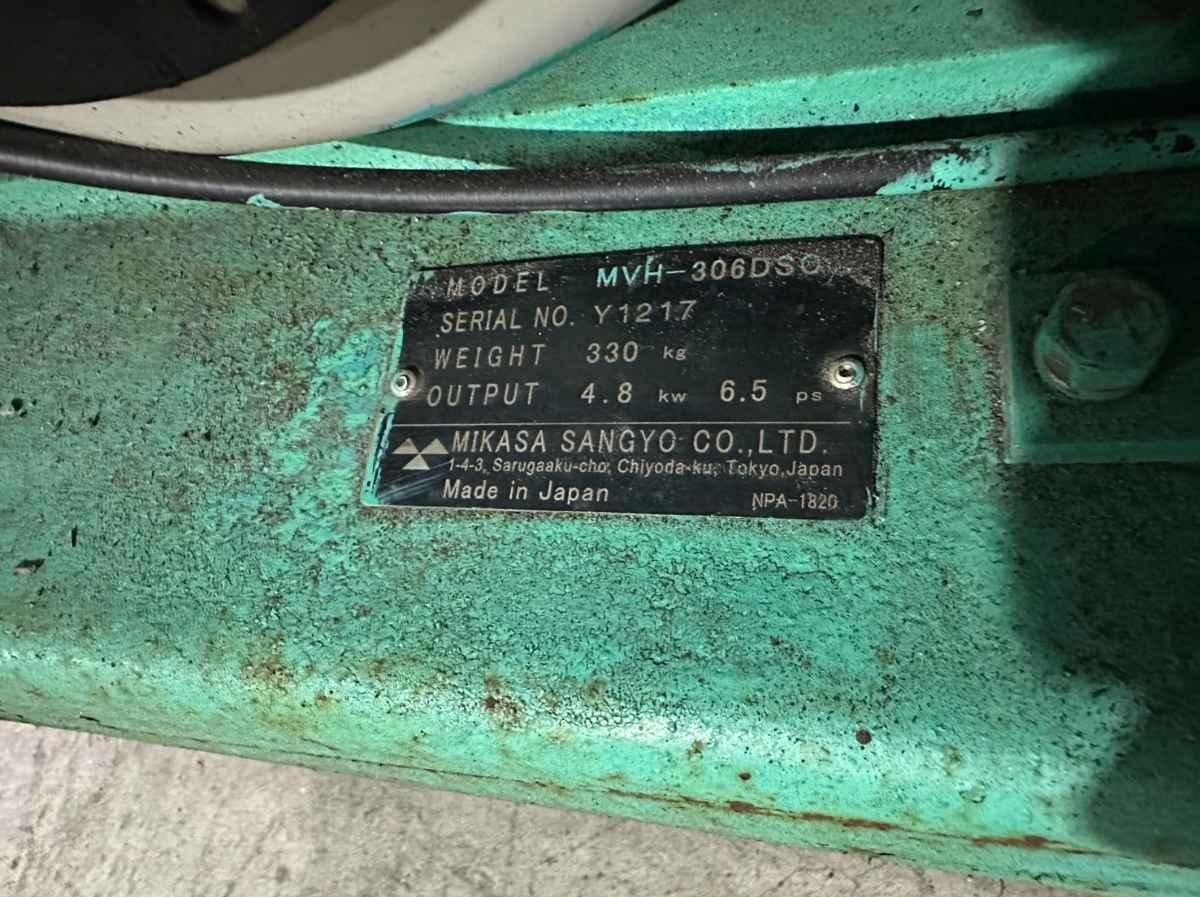 MODEL MVH-306DSC
SERIAL NO. Y1217
WEIGHT 330 kg
OUTPUT 4.8 kw 6.5 ps
MIKASA SANGYO CO.,LTD.
1-4-3, Sarugaaku-cho, Chiyoda-ku, Tokyo,Japan
Made in Japan
NPA-1820